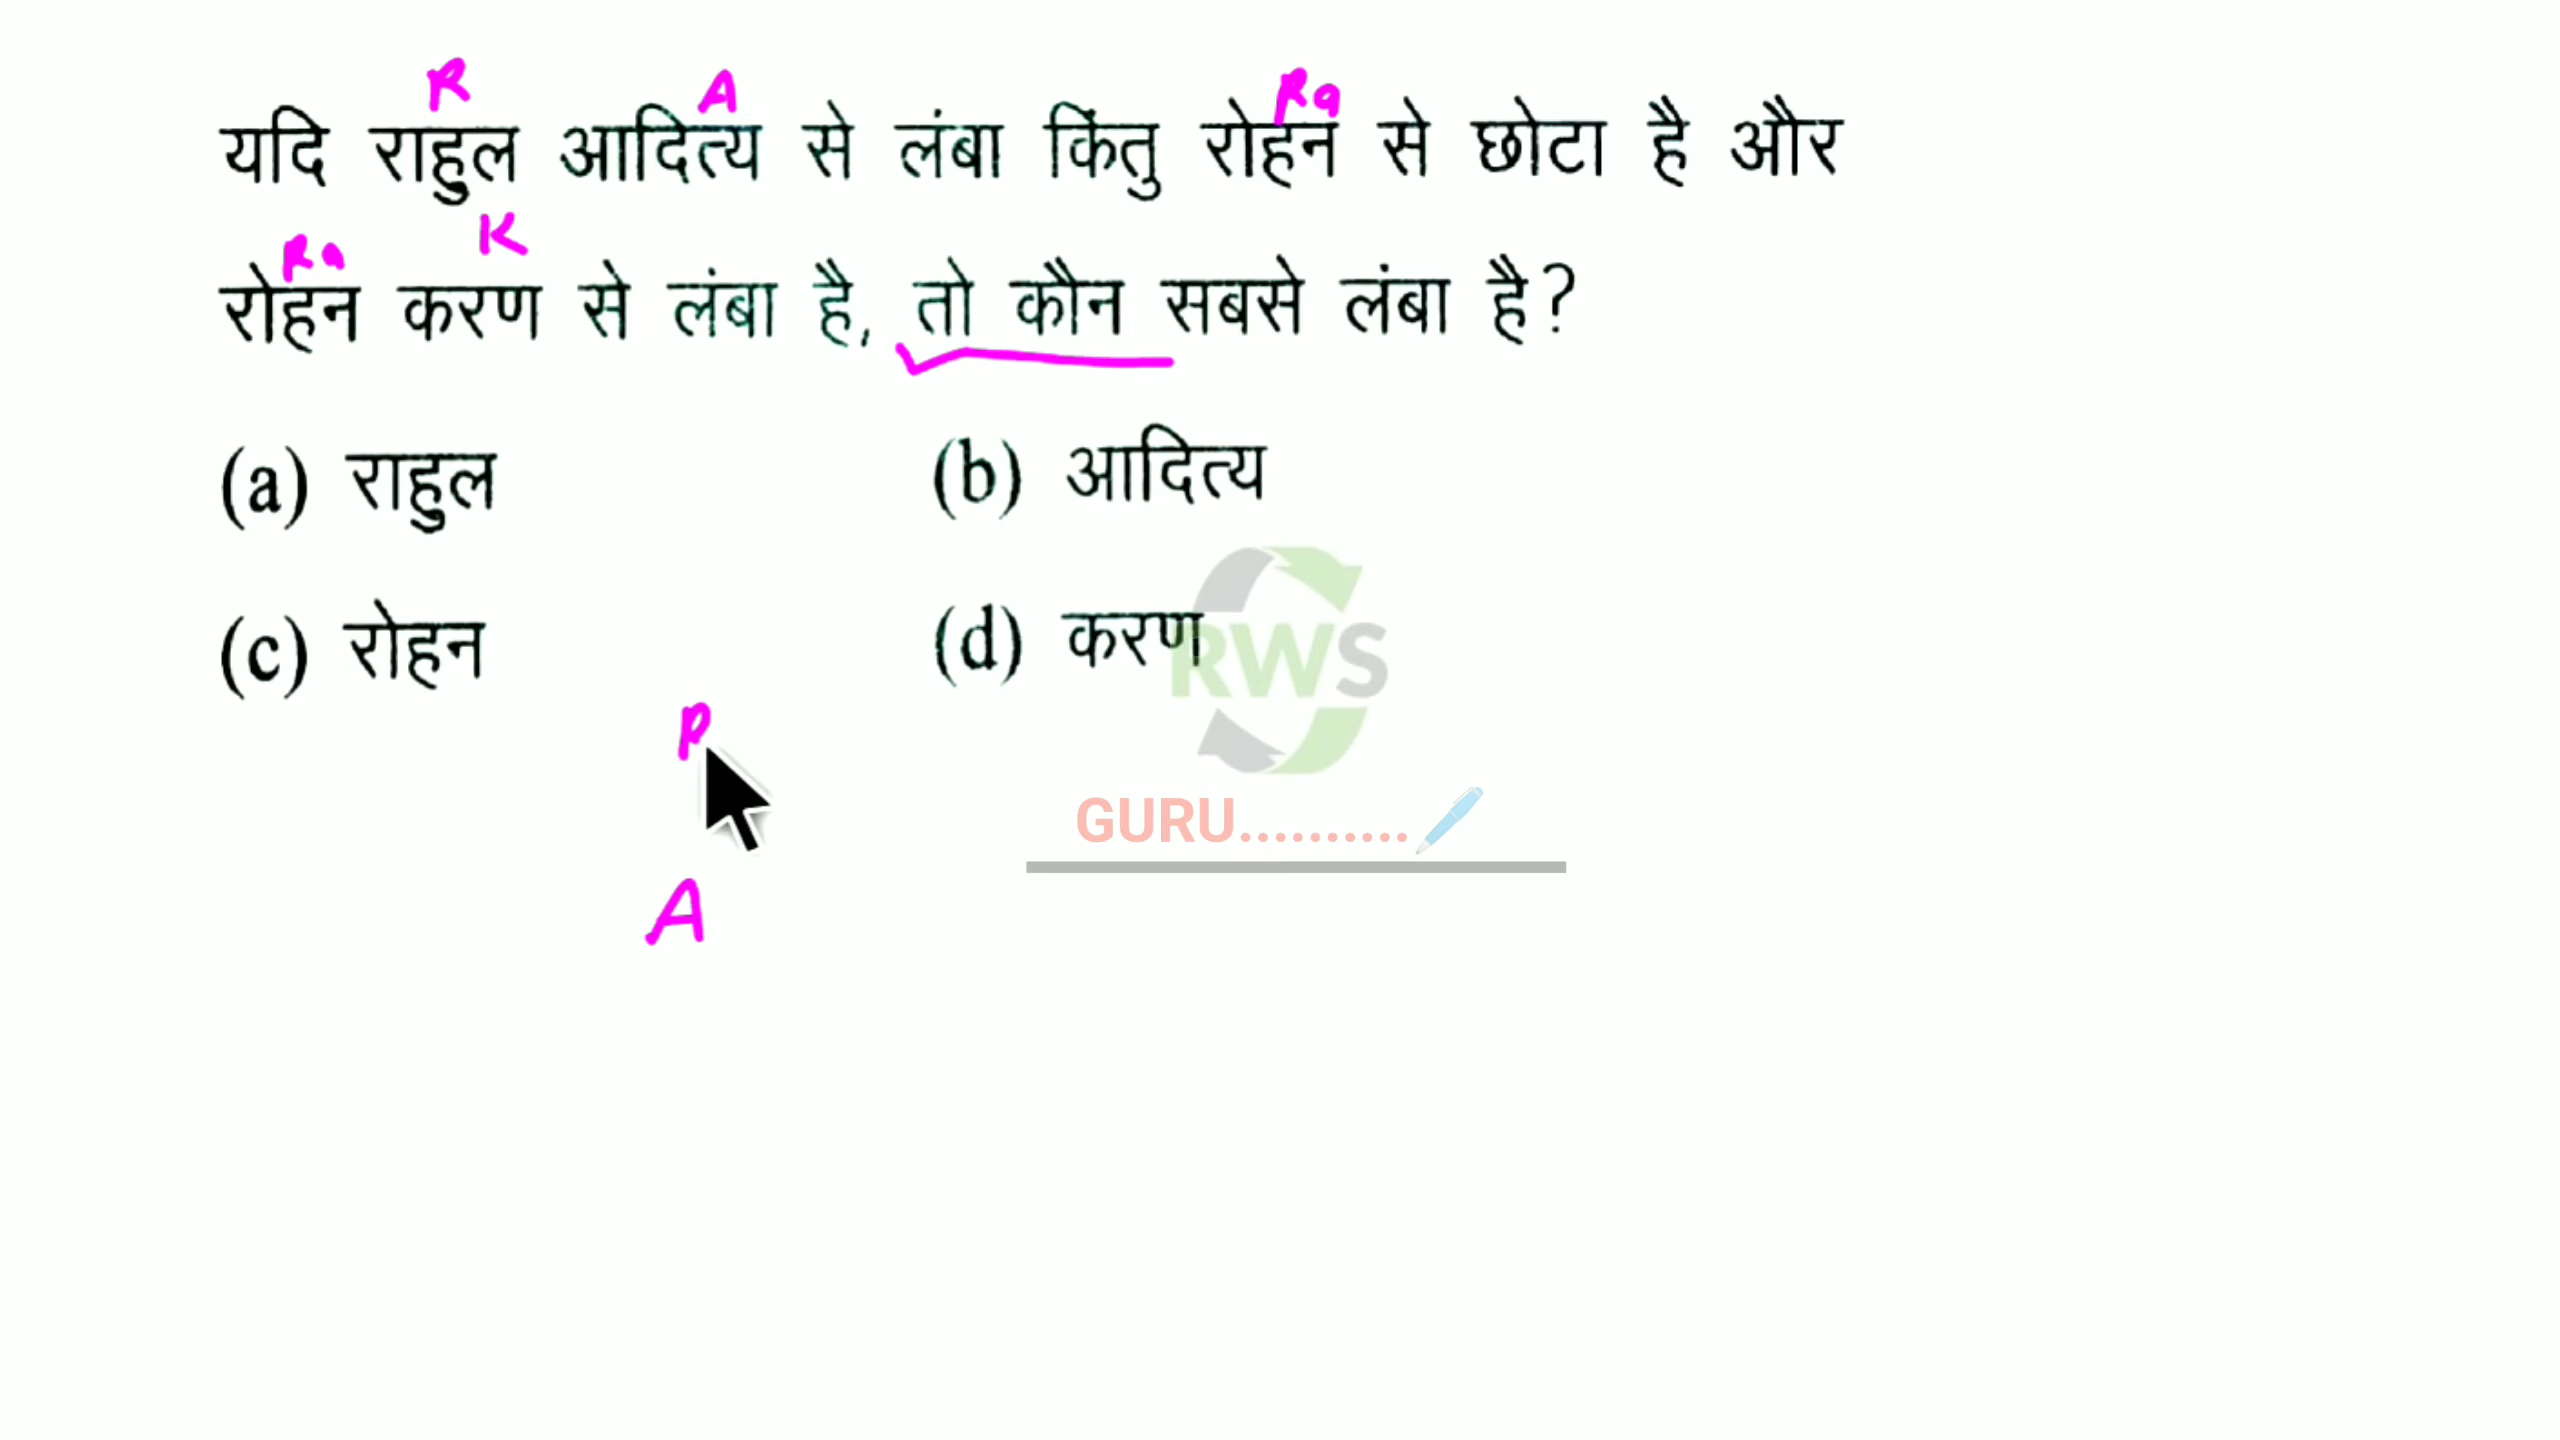 R A Ra
यदि राहुल आदित्य से लंबा किंतु रोहन से छोटा है और
Ra K
रोहन करण से लंबा है, तो कौन सबसे लंबा है?
(a) राहुल (b) आदित्य
(c) रोहन (d) करण
RWS
R
GURU..........
A